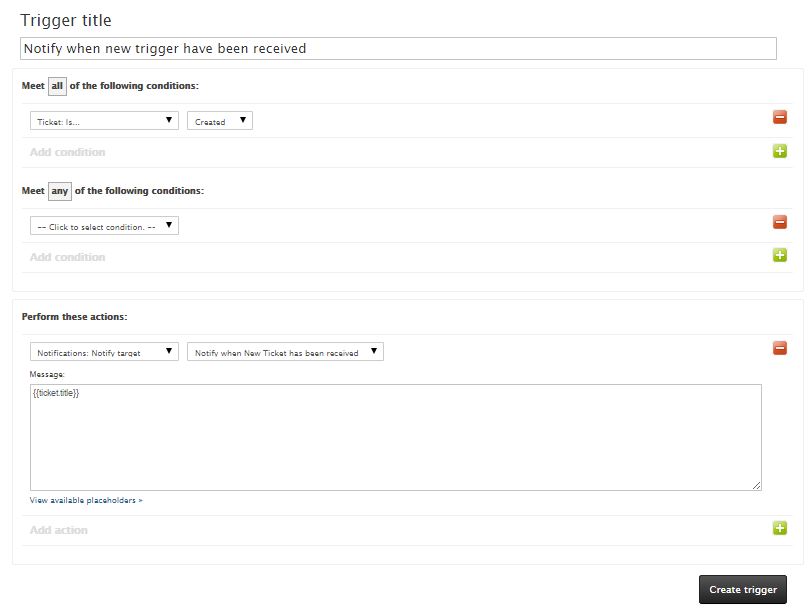 Trigger title
Notify when new trigger have been received
Meet all of the following conditions:
Ticket: Is... Created
Add condition
Meet any of the following conditions:
-- Click to select condition. --
Add condition
Perform these actions:
Notifications: Notify target Notify when New Ticket has been received
Message:
{{ticket.title}}
View available placeholders »
Add action
Create trigger